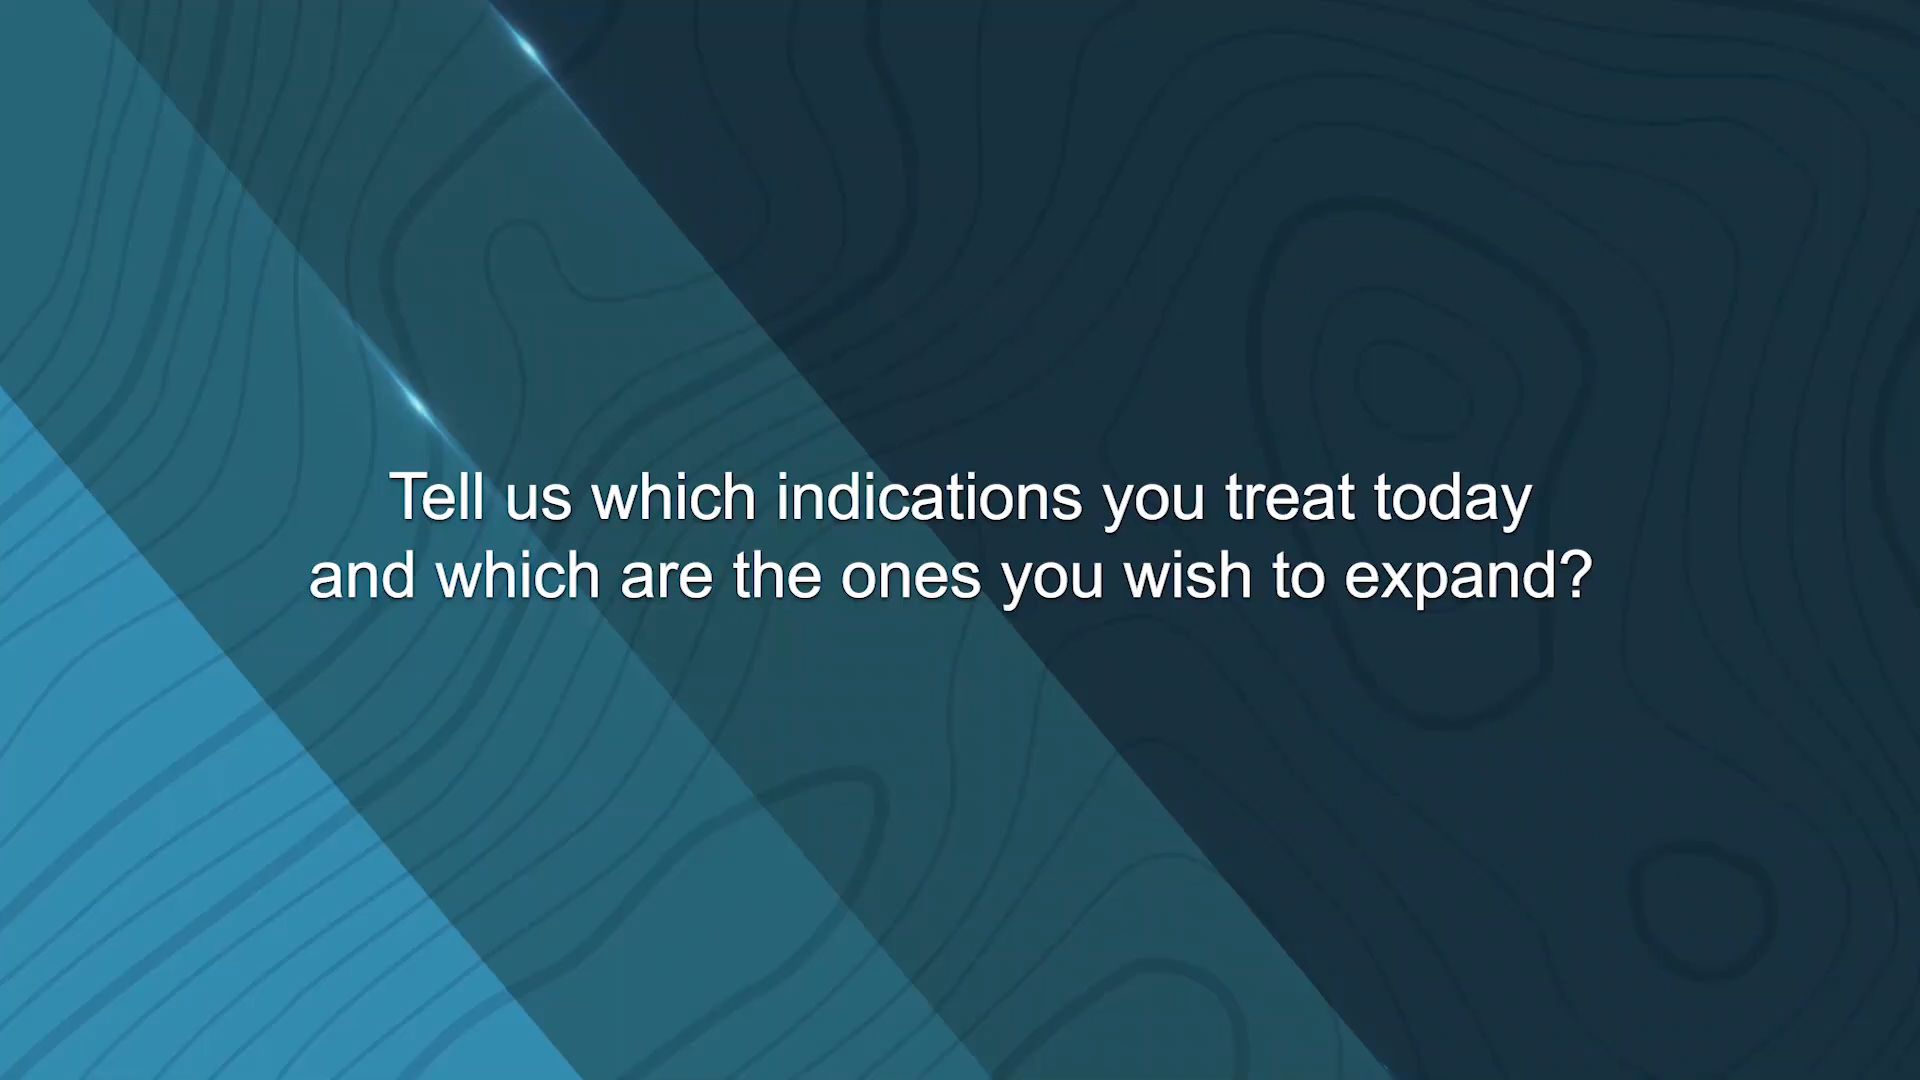 Tell us which indications you treat today
and which are the ones you wish to expand?